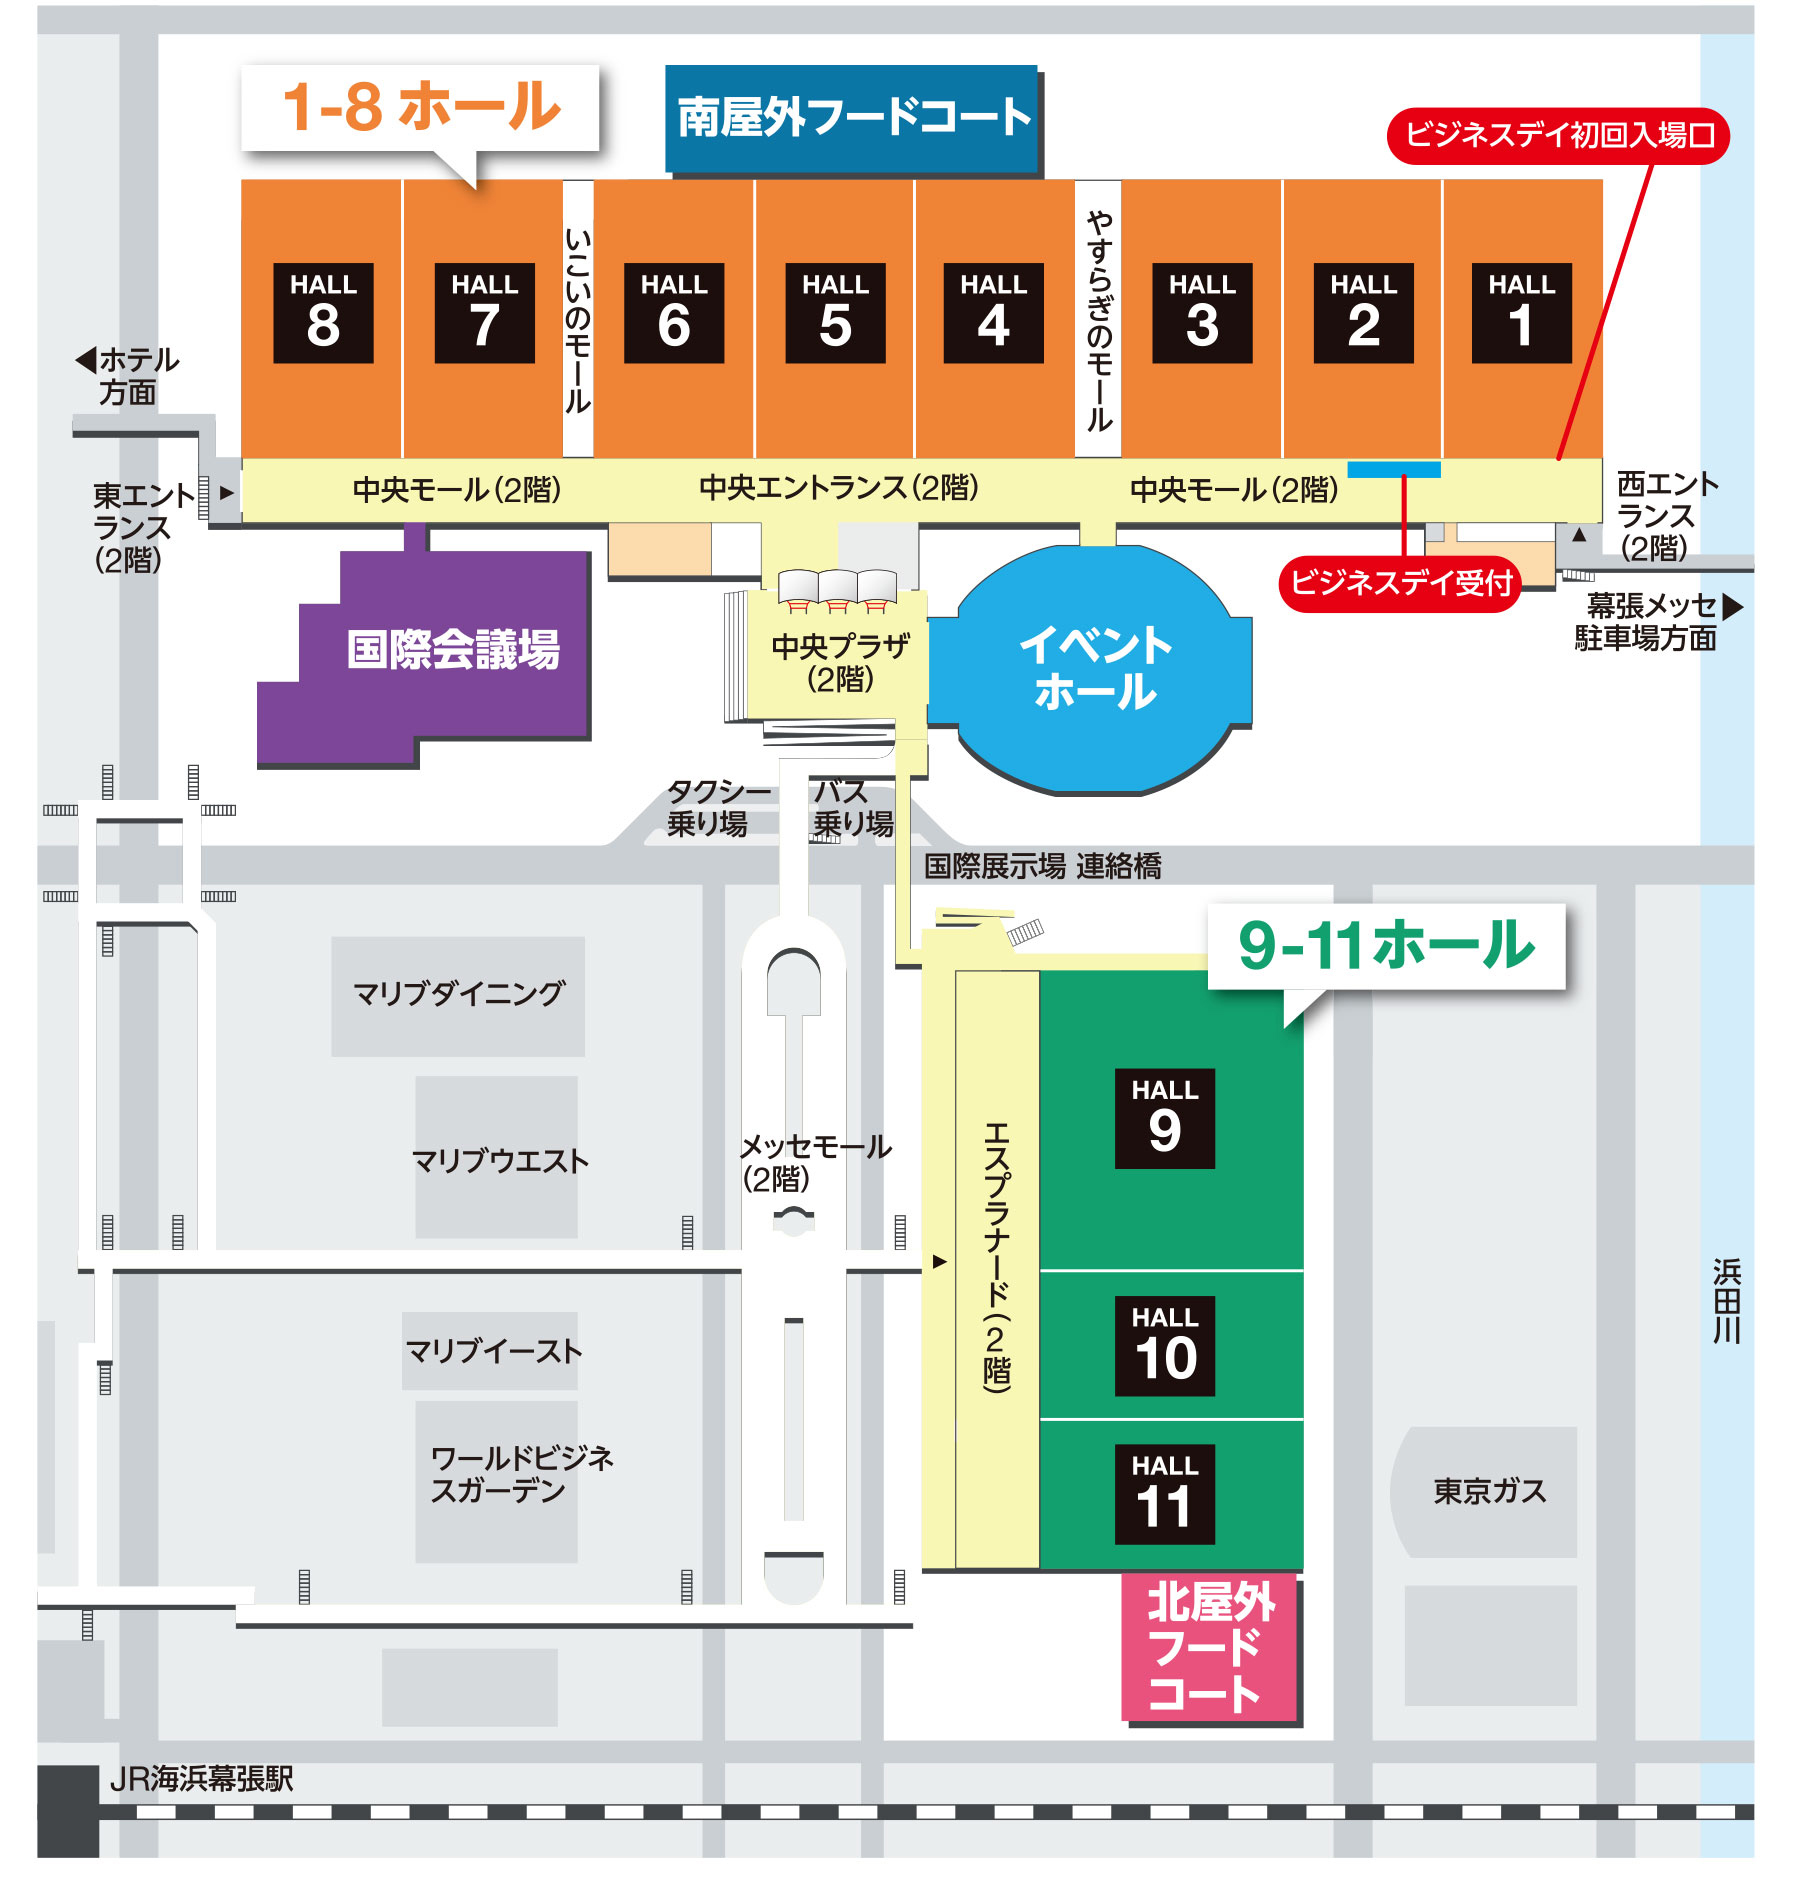 1-8 ホール
南屋外フードコート
ビジネスデイ初回入場口
HALL
8
HALL
7
いこいのモール
HALL
6
HALL
5
HALL
4
やすらぎのモール
HALL
3
HALL
2
HALL
1
ホテル
方面
東エント
ランス
(2階)
中央モール(2階)
中央エントランス(2階)
中央モール(2階)
西エント
ランス
(2階)
ビジネスデイ受付
幕張メッセ
駐車場方面
国際会議場
中央プラザ
(2階)
イベント
ホール
タクシー
乗り場
バス
乗り場
国際展示場 連絡橋
9-11ホール
マリブダイニング
マリブウエスト
メッセモール
(2階)
エスプラナード(2階)
HALL
9
HALL
10
HALL
11
マリブイースト
ワールドビジネ
スガーデン
浜田川
東京ガス
北屋外
フード
コート
JR海浜幕張駅